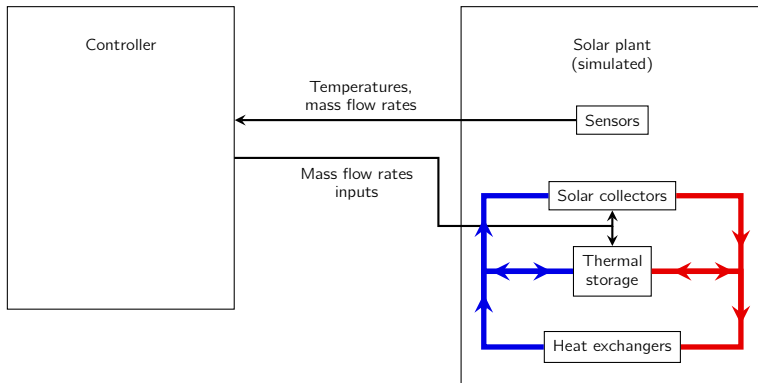 Controller
Solar plant
(simulated)
Temperatures,
mass flow rates
Sensors
Mass flow rates
inputs
Solar collectors
Thermal
storage
Heat exchangers